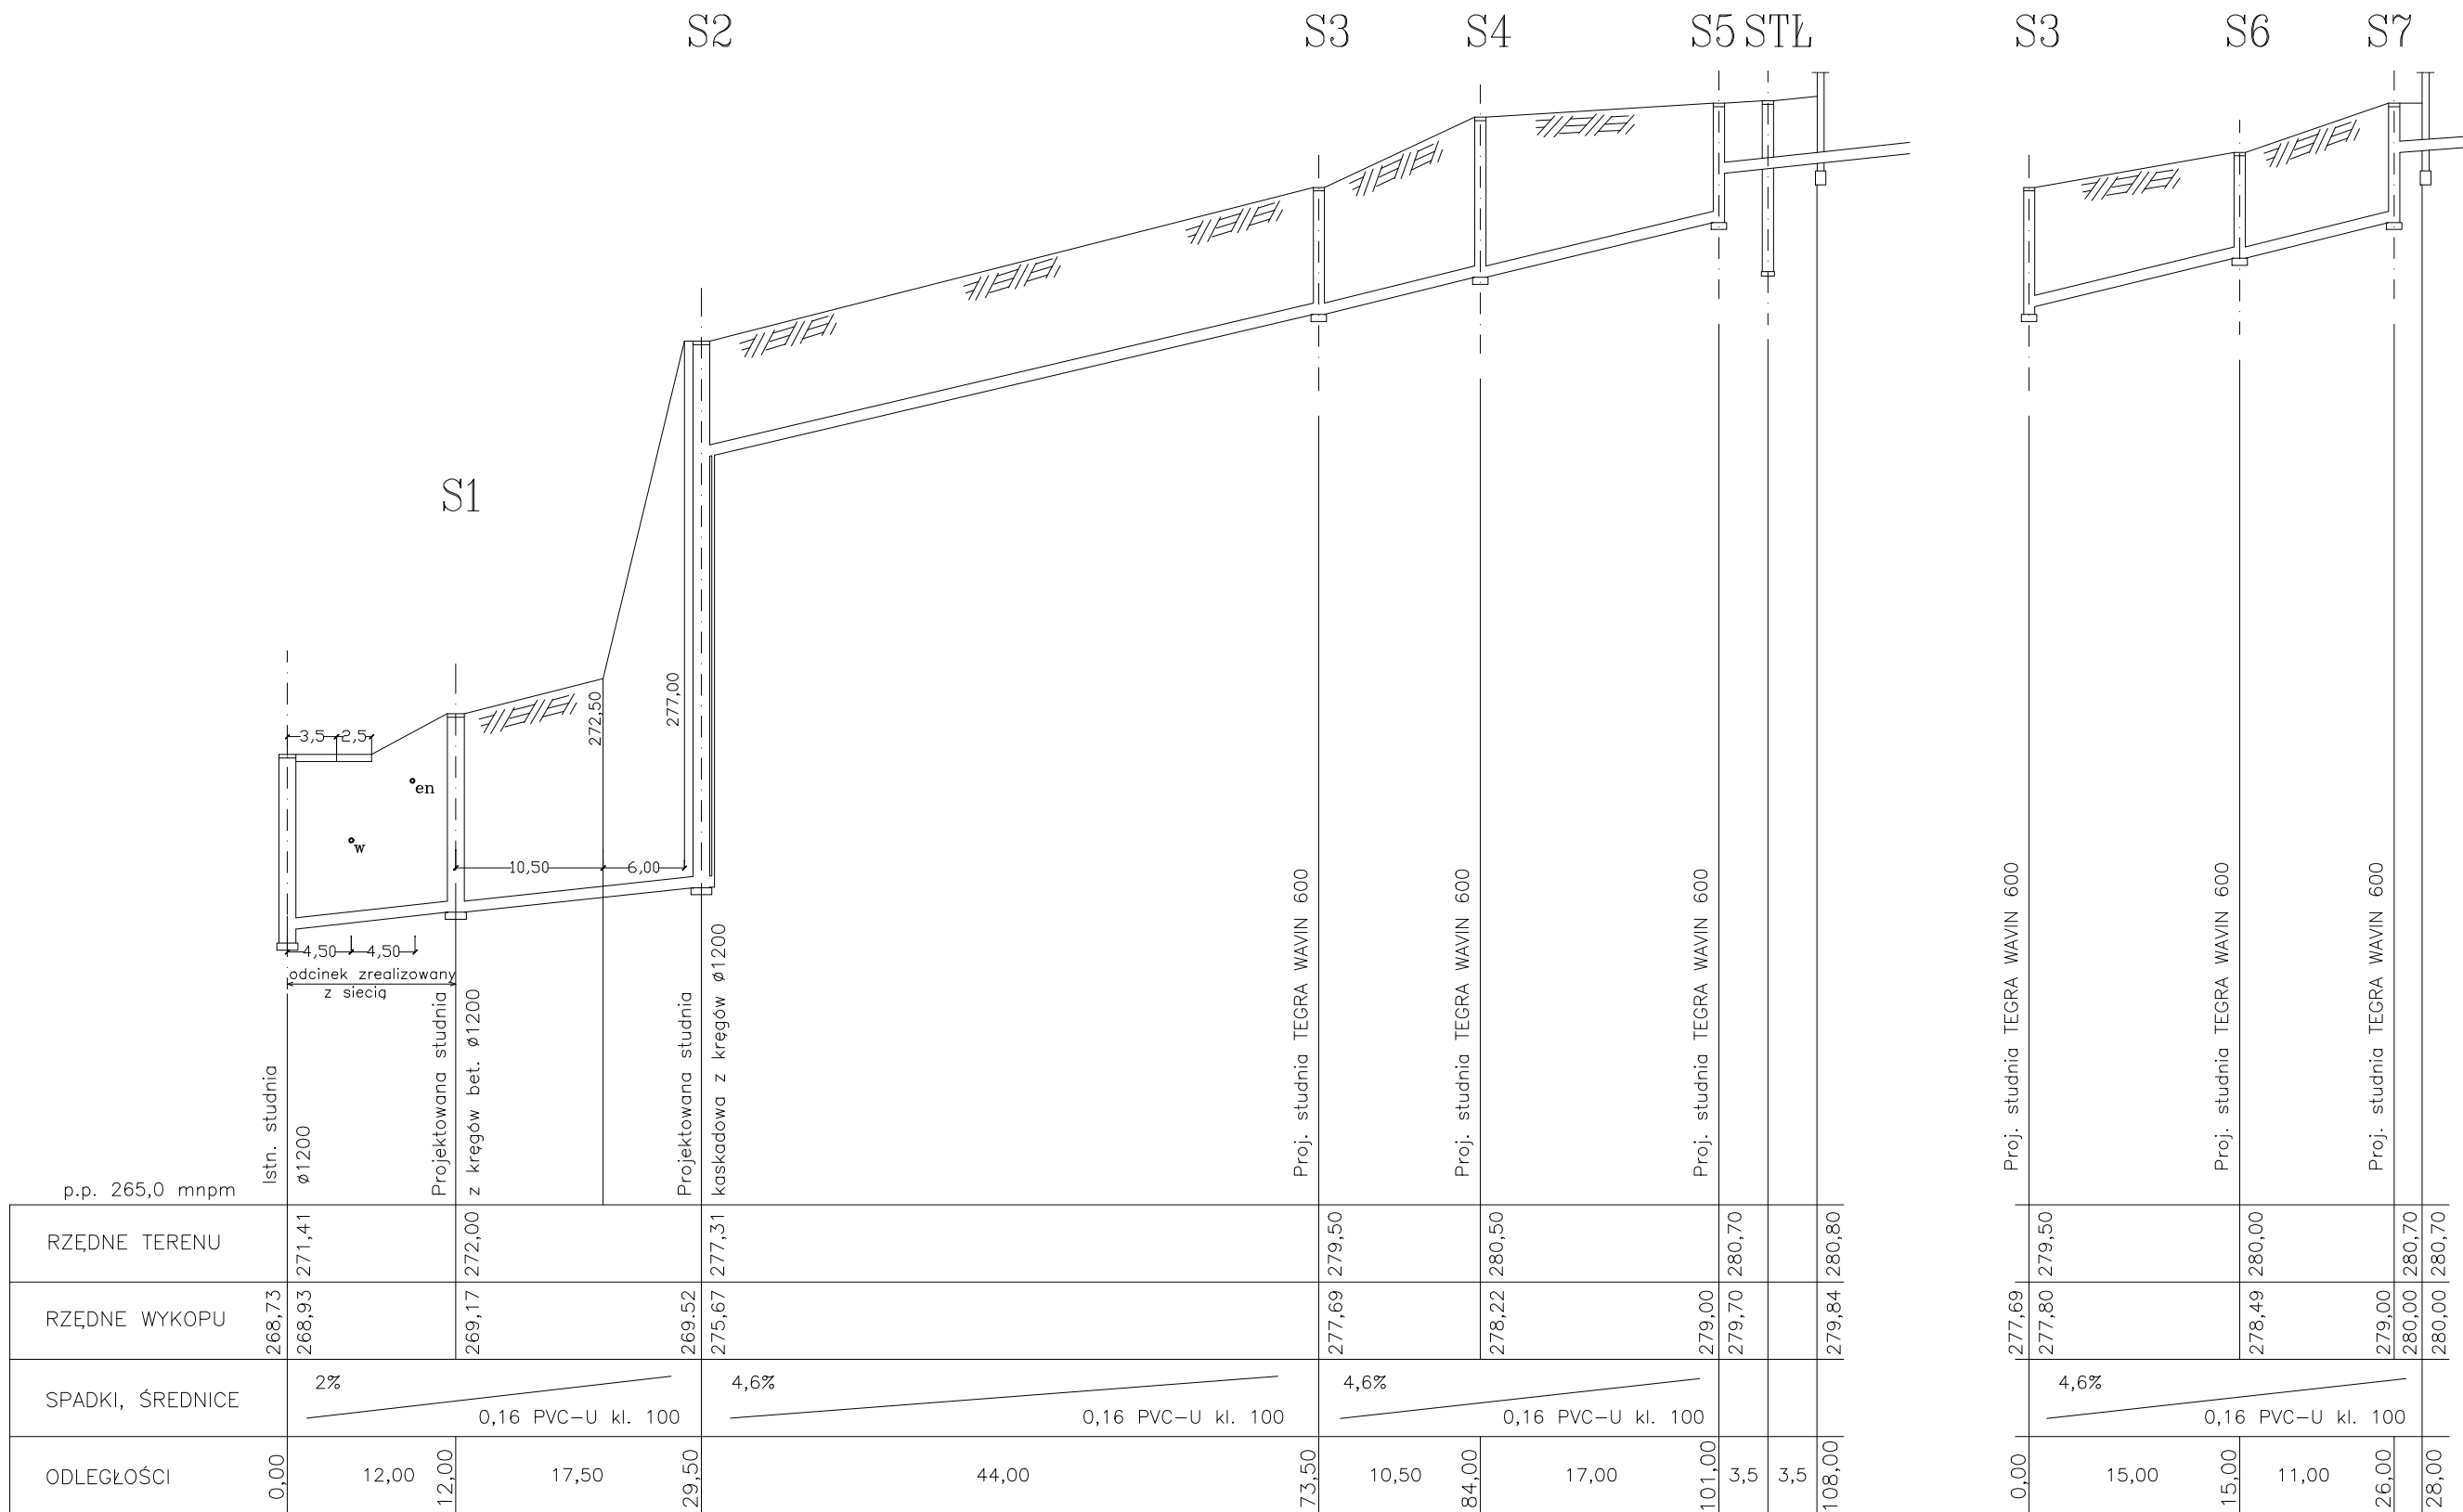 S2 S3 S4 S5 STŁ S3 S6 S7
S1
272,50
277,00
3,5 2,5
en
w
10,50 6,00
4,50 4,50
odcinek zrealizowany
z siecią
Istn. studnia
ø1200
Projektowana studnia
z kręgów bet. ø1200
Projektowana studnia
kaskadowa z kręgów ø1200
Proj. studnia TEGRA WAVIN 600
Proj. studnia TEGRA WAVIN 600
Proj. studnia TEGRA WAVIN 600
Proj. studnia TEGRA WAVIN 600
Proj. studnia TEGRA WAVIN 600
Proj. studnia TEGRA WAVIN 600
p.p. 265,0 mnpm
RZĘDNE TERENU 271,41 272,00 277,31 279,50 280,50 280,70 280,80 279,50 280,00 280,70 280,70
RZĘDNE WYKOPU 268,73 268,93 269,17 269.52 275,67 277,69 278,22 279,00 279,70 279,84 277,69 277,80 278,49 279,00 280,00 280,00
SPADKI, ŚREDNICE
2% 0,16 PVC-U kl. 100
4,6% 0,16 PVC-U kl. 100
4,6% 0,16 PVC-U kl. 100
4,6% 0,16 PVC-U kl. 100
ODLEGŁOŚCI 0,00 12,00 12,00 17,50 29,50 44,00 73,50 10,50 84,00 17,00 101,00 3,5 3,5 108,00 0,00 15,00 15,00 11,00 26,00 28,00